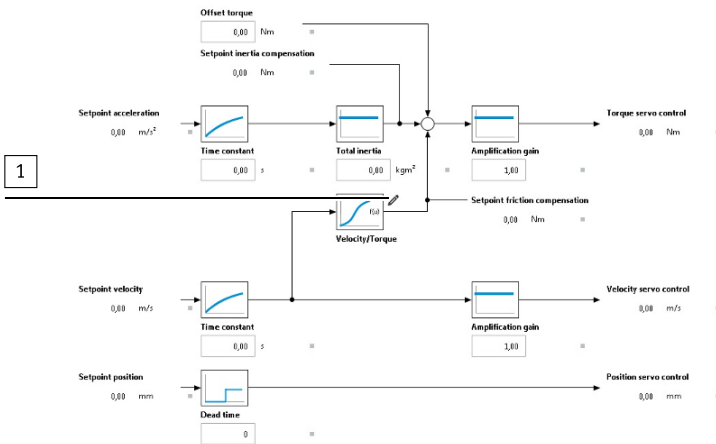 Offset torque
0,00 Nm
Setpoint inertia compensation
0,00 Nm
Setpoint acceleration
0,00 m/s²
Time constant
0,00 s
Total inertia
0,00 kgm²
Amplification gain
1,00
Torque servo control
0,00 Nm
1
f(u)
Velocity/Torque
Setpoint friction compensation
0,00 Nm
Setpoint velocity
0,00 m/s
Time constant
0,00 s
Amplification gain
1,00
Velocity servo control
0,00 m/s
Setpoint position
0,00 mm
Dead time
0
Position servo control
0,00 mm